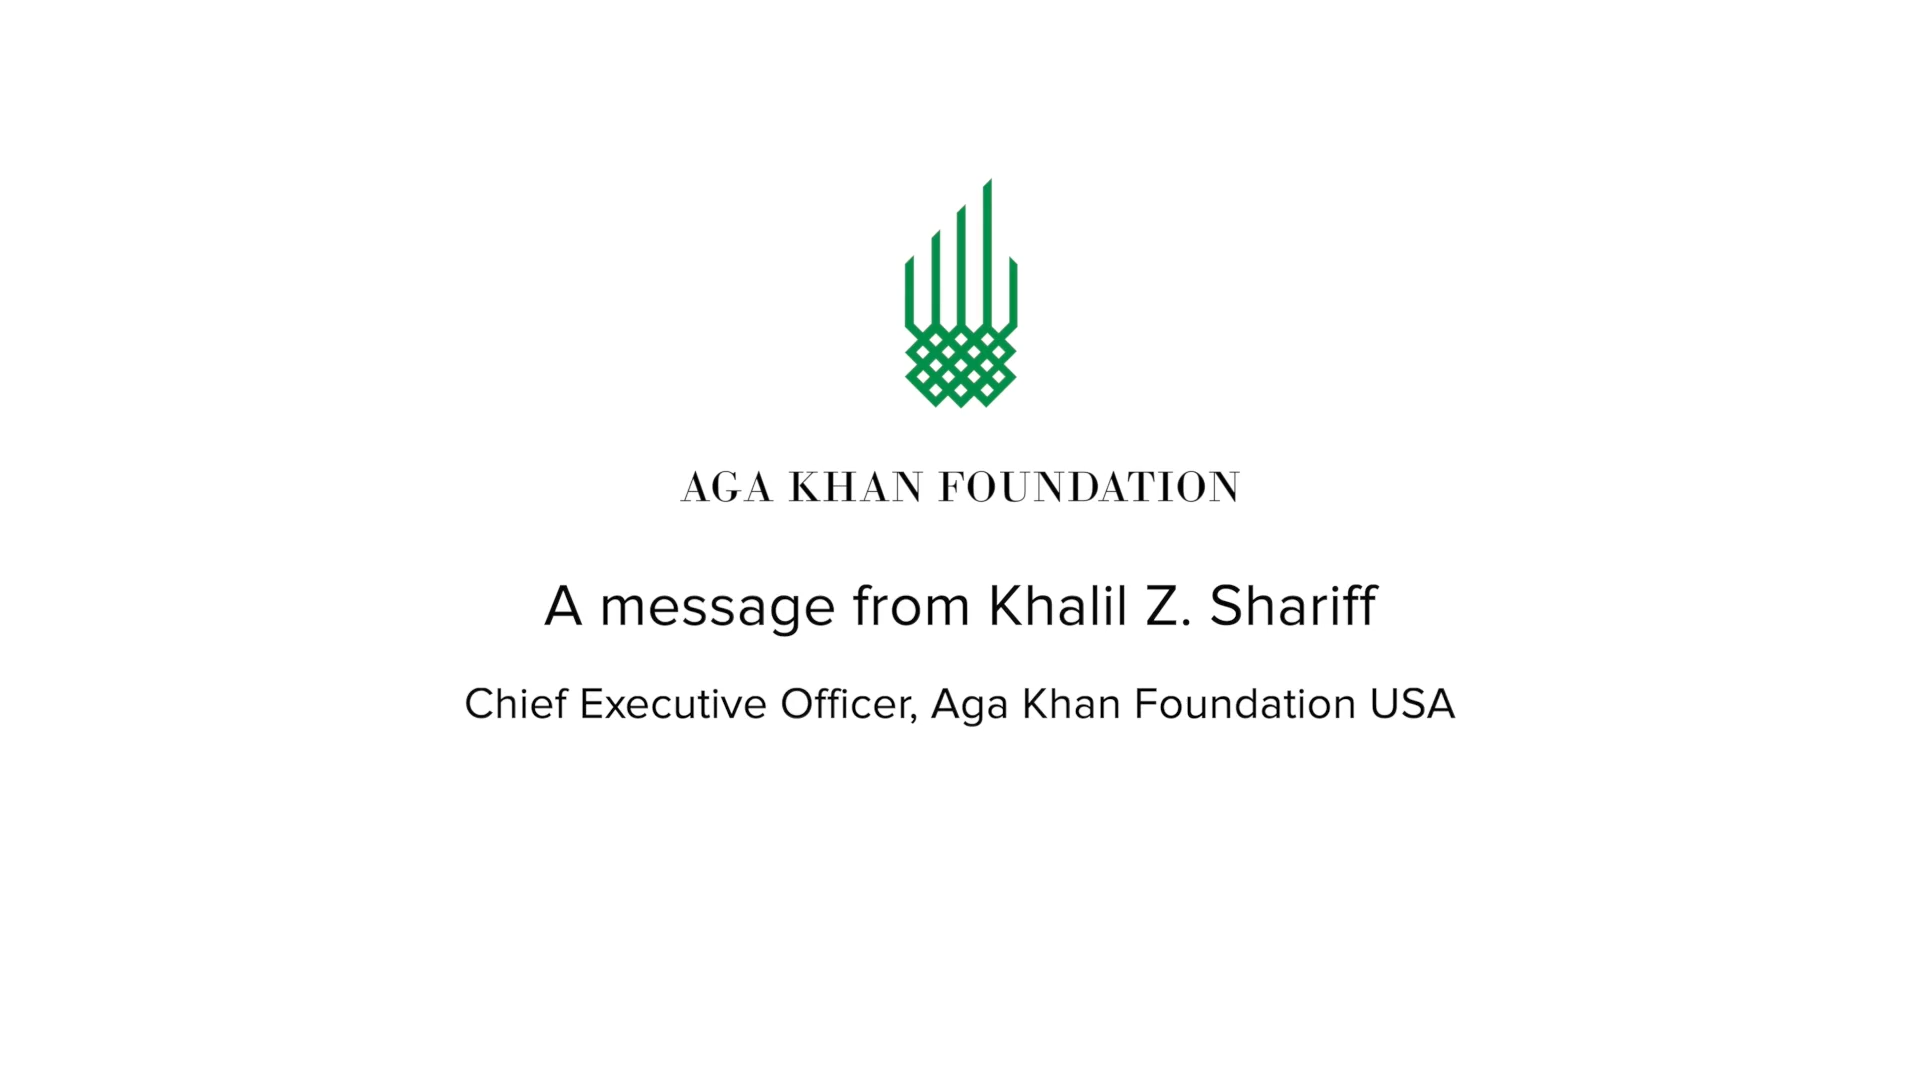 AGA KHAN FOUNDATION
A message from Khalil Z. Shariff
Chief Executive Officer, Aga Khan Foundation USA